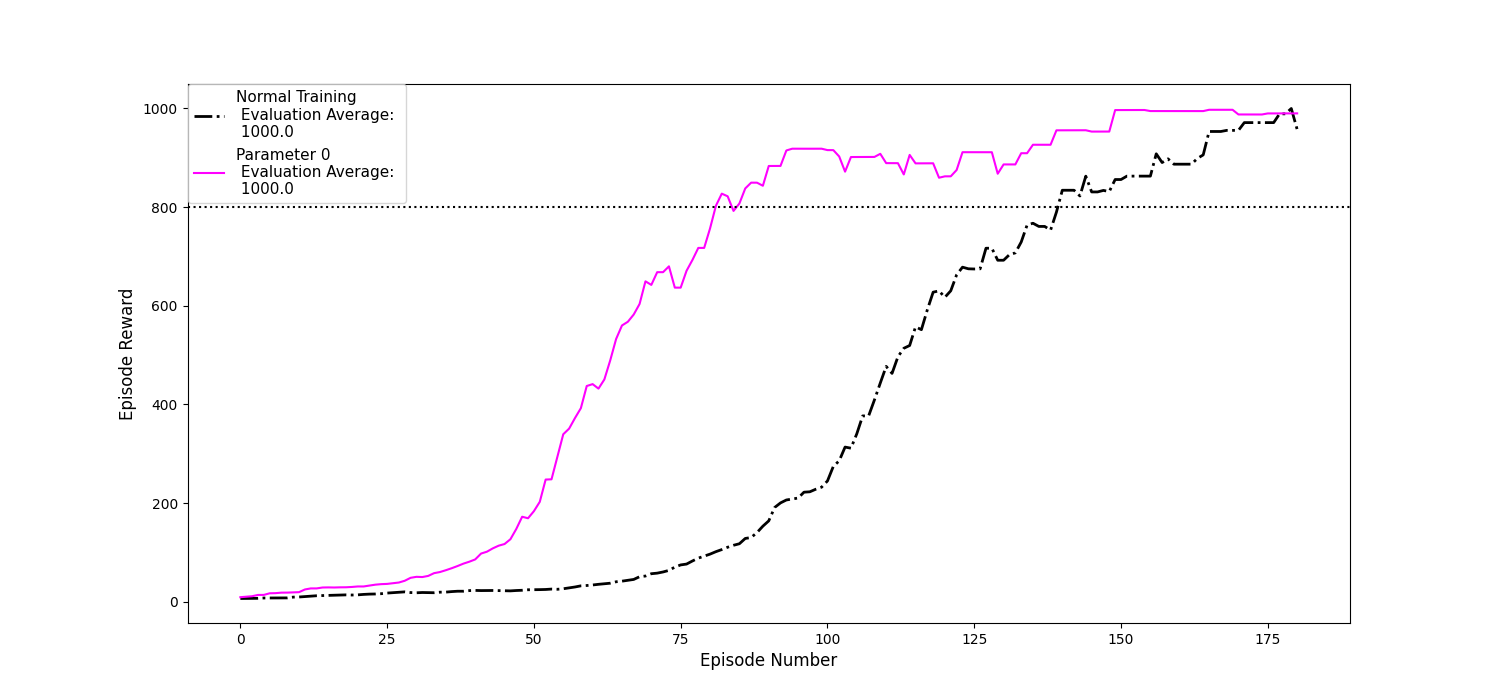 Normal Training
Evaluation Average:
1000.0
Parameter 0
Evaluation Average:
1000.0
1000
800
600
400
200
0
Episode Reward
0 25 50 75 100 125 150 175
Episode Number